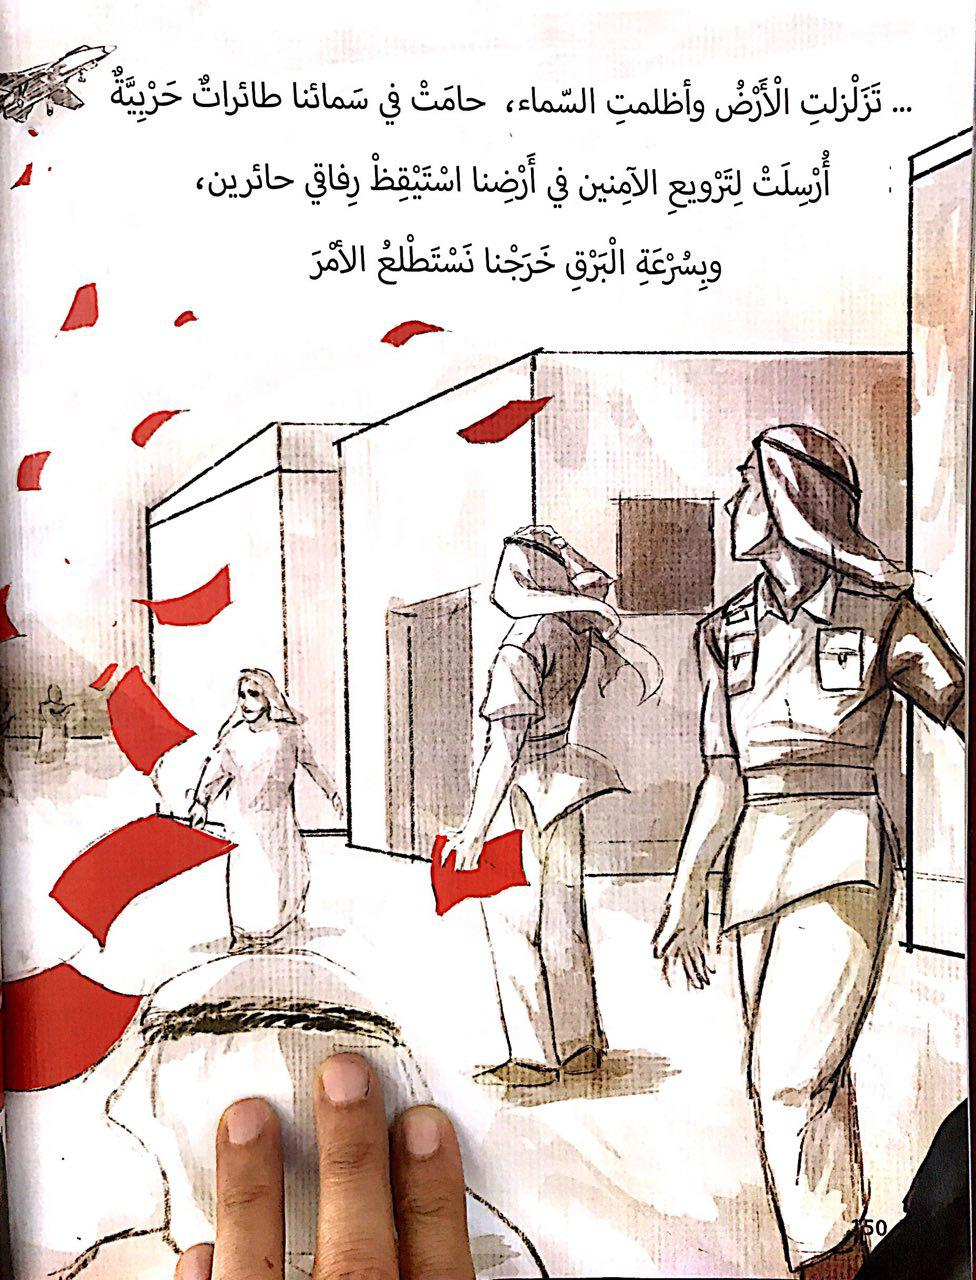 ... تَزَلْزلتِ الْأَرْضُ وأظلمتِ السّماء، حامَتْ في سَمائنا طائراتٌ حَرْبِيَّةٌ
أُرْسِلَتْ لِتَرْويعِ الآمِنين في أَرْضِنا اسْتَيْقِظْ رِفاقي حائرين،
وبِسُرْعَةِ الْبَرْقِ خَرَجْنا نَسْتَطْلعُ الأمْرَ
150